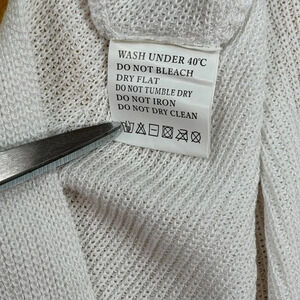 WASH UNDER 40℃
DO NOT BLEACH
DRY FLAT
DO NOT TUMBLE DRY
DO NOT IRON
DO NOT DRY CLEAN